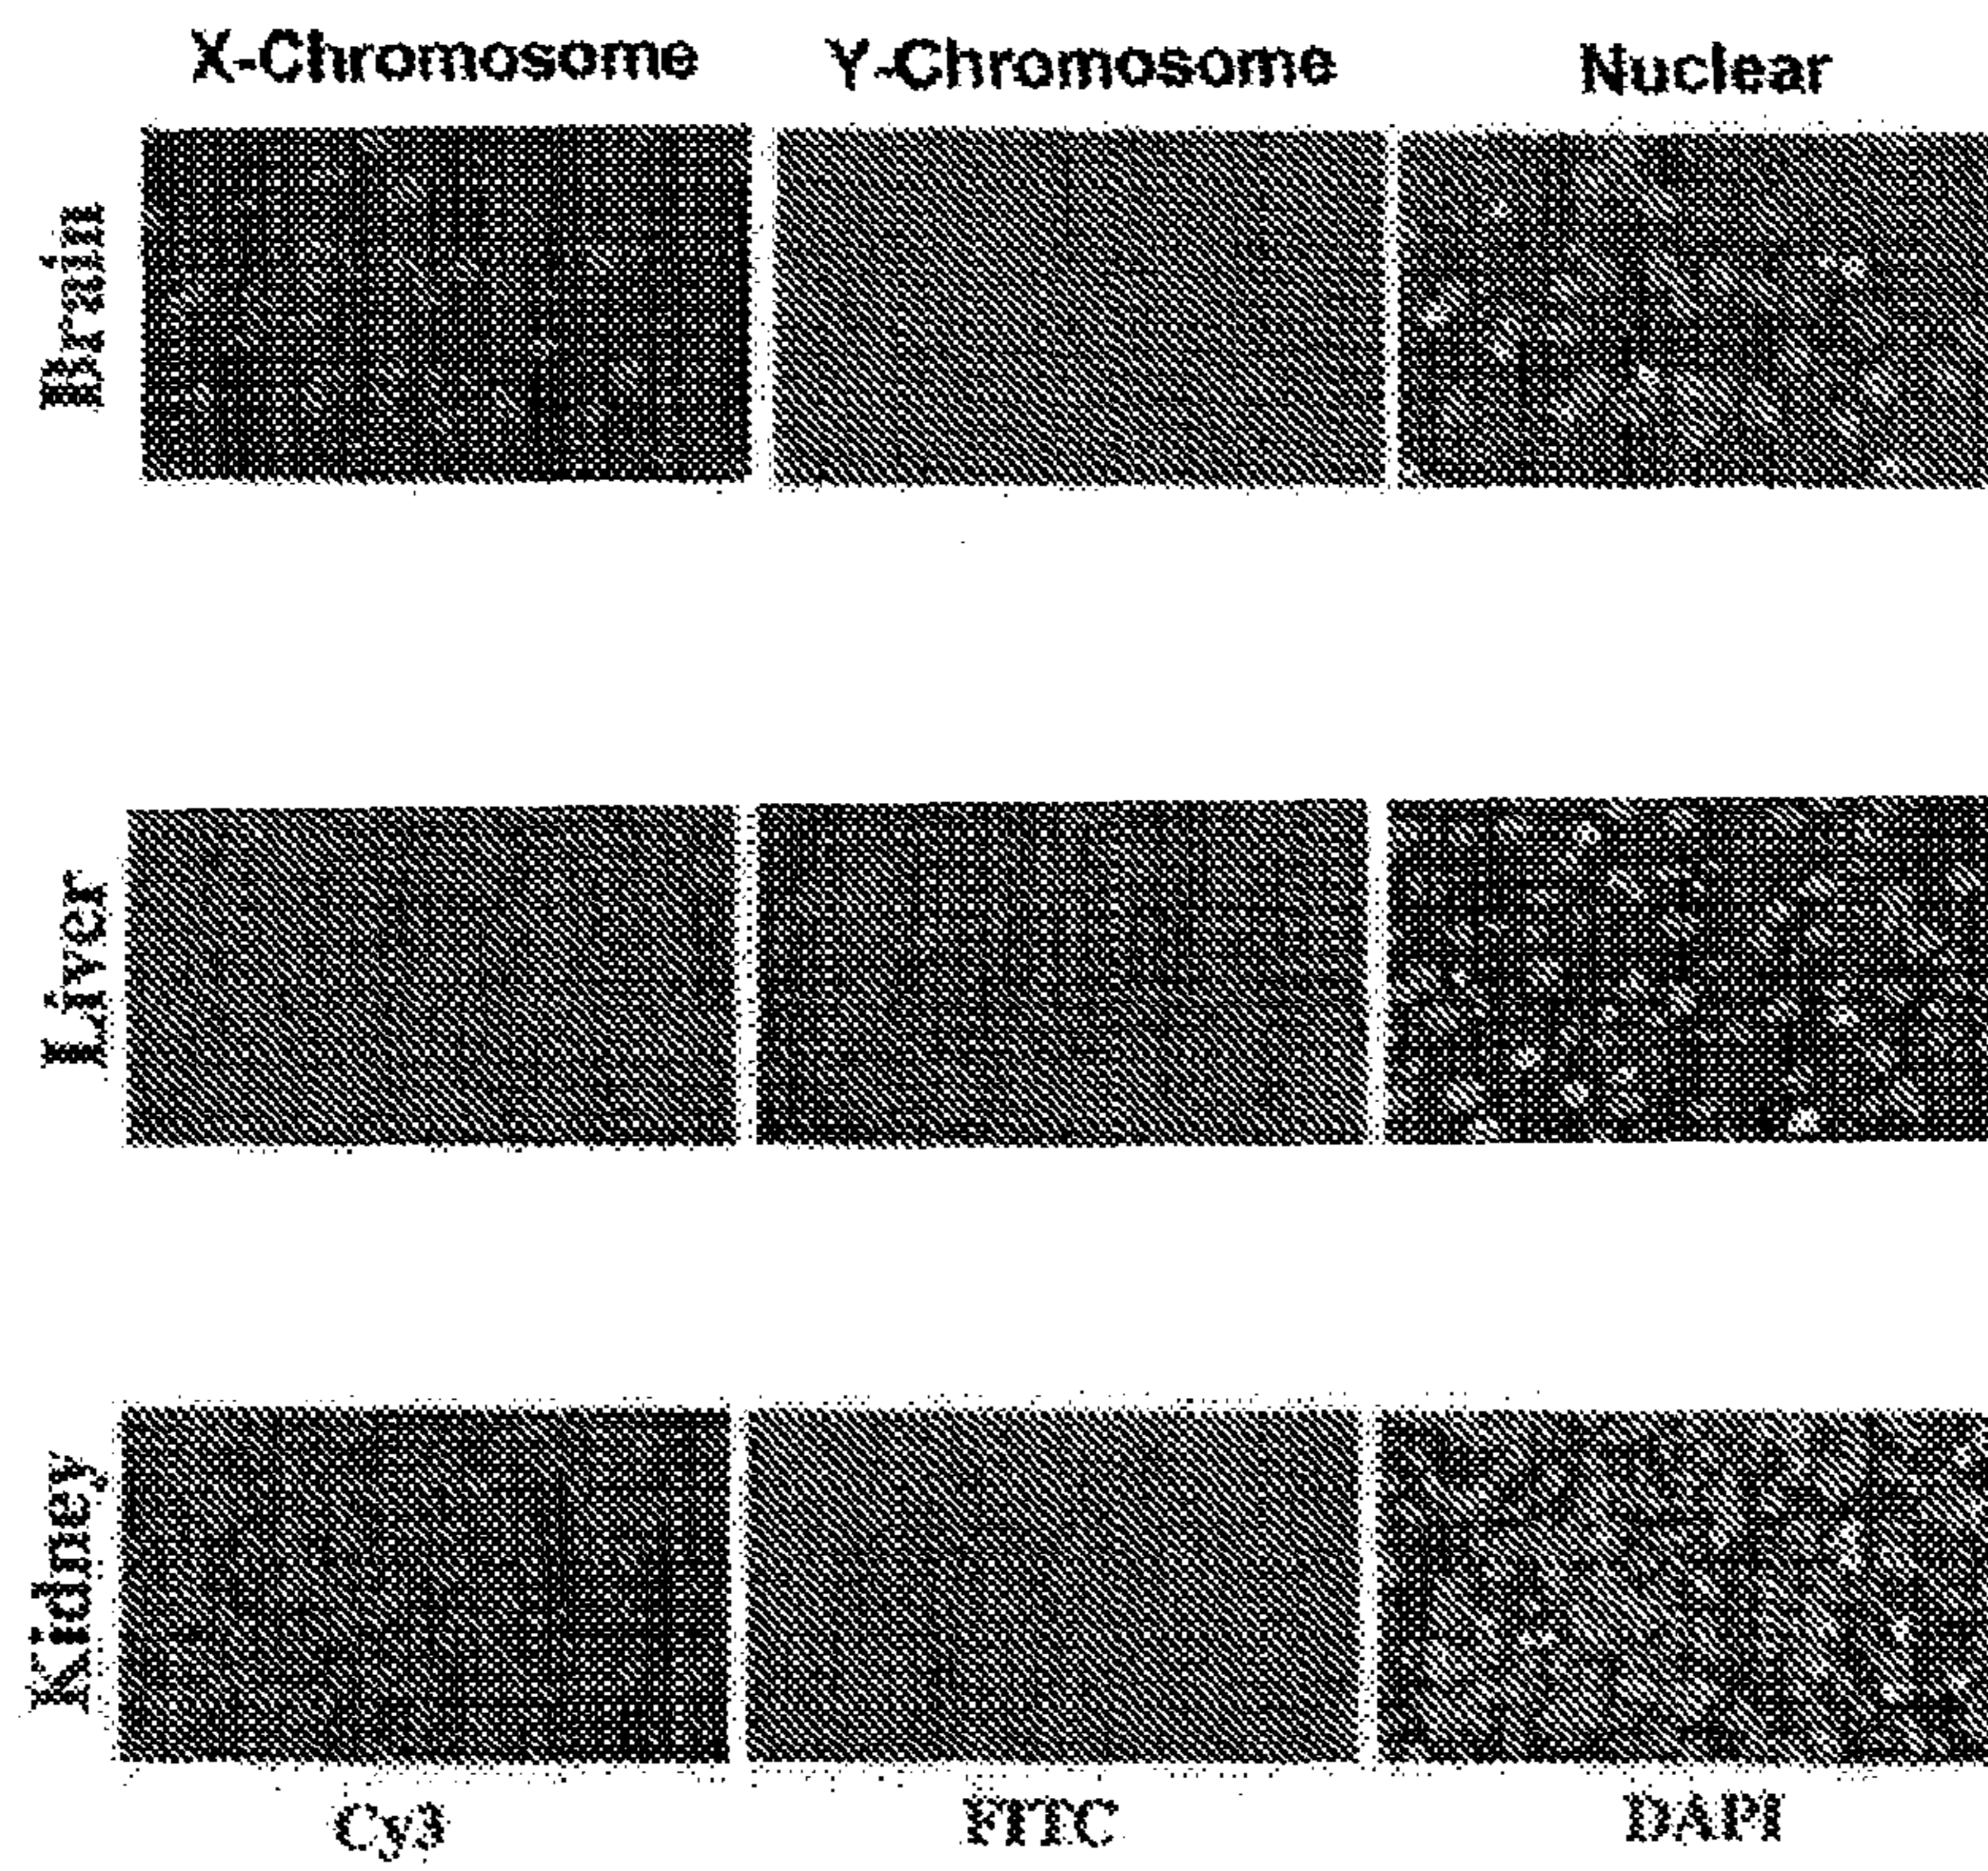 X-Chromosome Y-Chromosome Nuclear
Brain
Liver
Kidney
Cy3 FITC DAPI